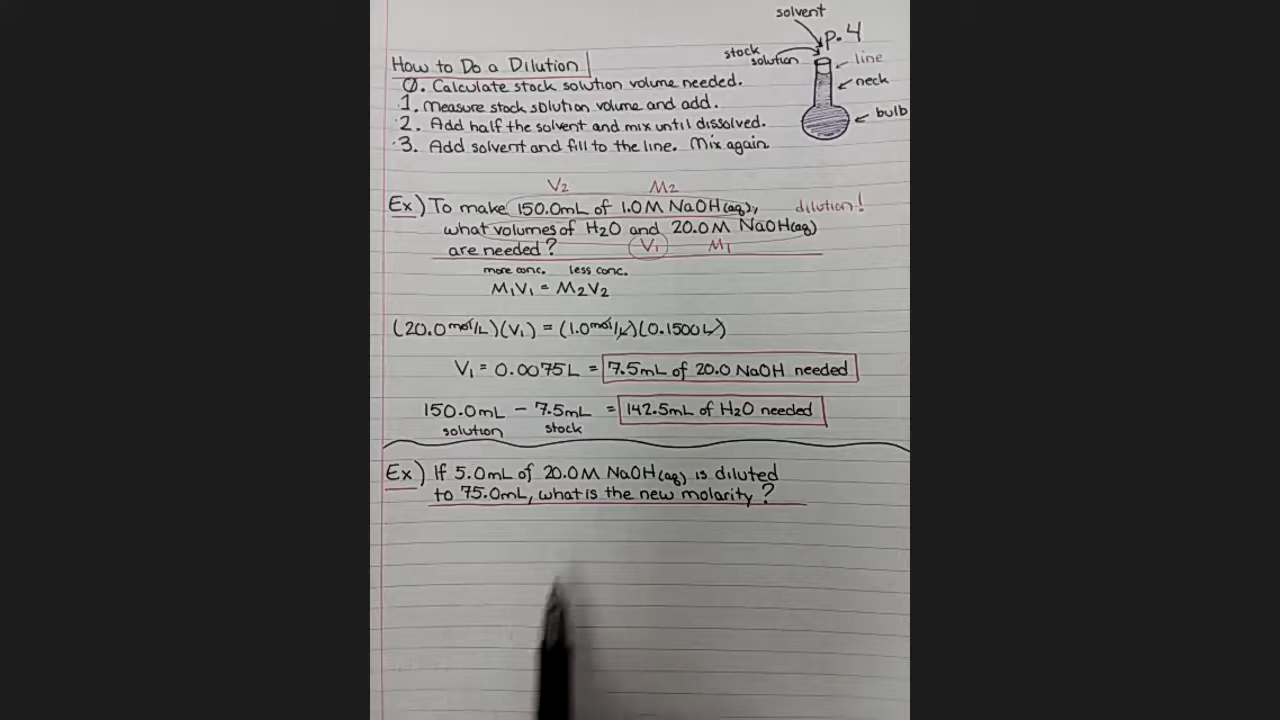 solvent
p.4
stock
solution
line
neck
bulb
How to Do a Dilution
0. Calculate stock solution volume needed.
1. Measure stock solution volume and add.
2. Add half the solvent and mix until dissolved.
3. Add solvent and fill to the line. Mix again
V₂ M₂
Ex) To make 150.0mL of 1.0M NaOH(aq), dilution!
what volumes of H₂O and 20.0M NaOH(aq)
are needed? V₁ M₁
more conc. less conc.
M₁V₁ = M₂V₂
(20.0 mol/L)(V₁) = (1.0 mol/L)(0.1500L)
V₁ = 0.0075L = 7.5mL of 20.0 NaOH needed
150.0mL - 7.5mL = 142.5mL of H₂O needed
solution stock
Ex) If 5.0mL of 20.0M NaOH(aq) is diluted
to 75.0mL, what is the new molarity?